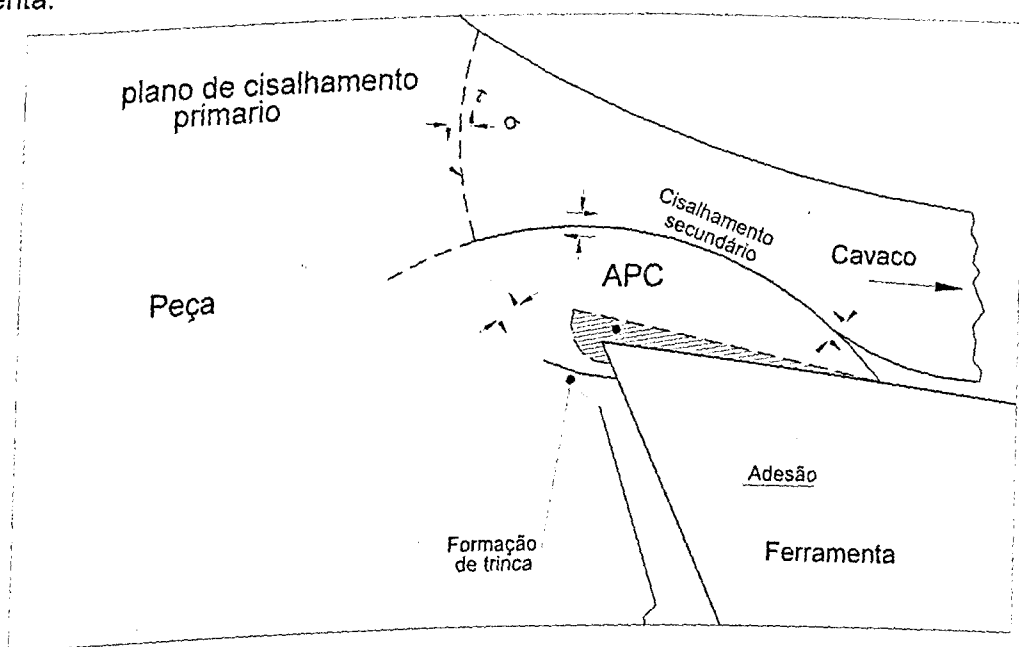 enta.
plano de cisalhamento
primario
τ
σ
Cisalhamento
secundário
Cavaco
APC
Peça
Adesão
Formação
de trinca
Ferramenta